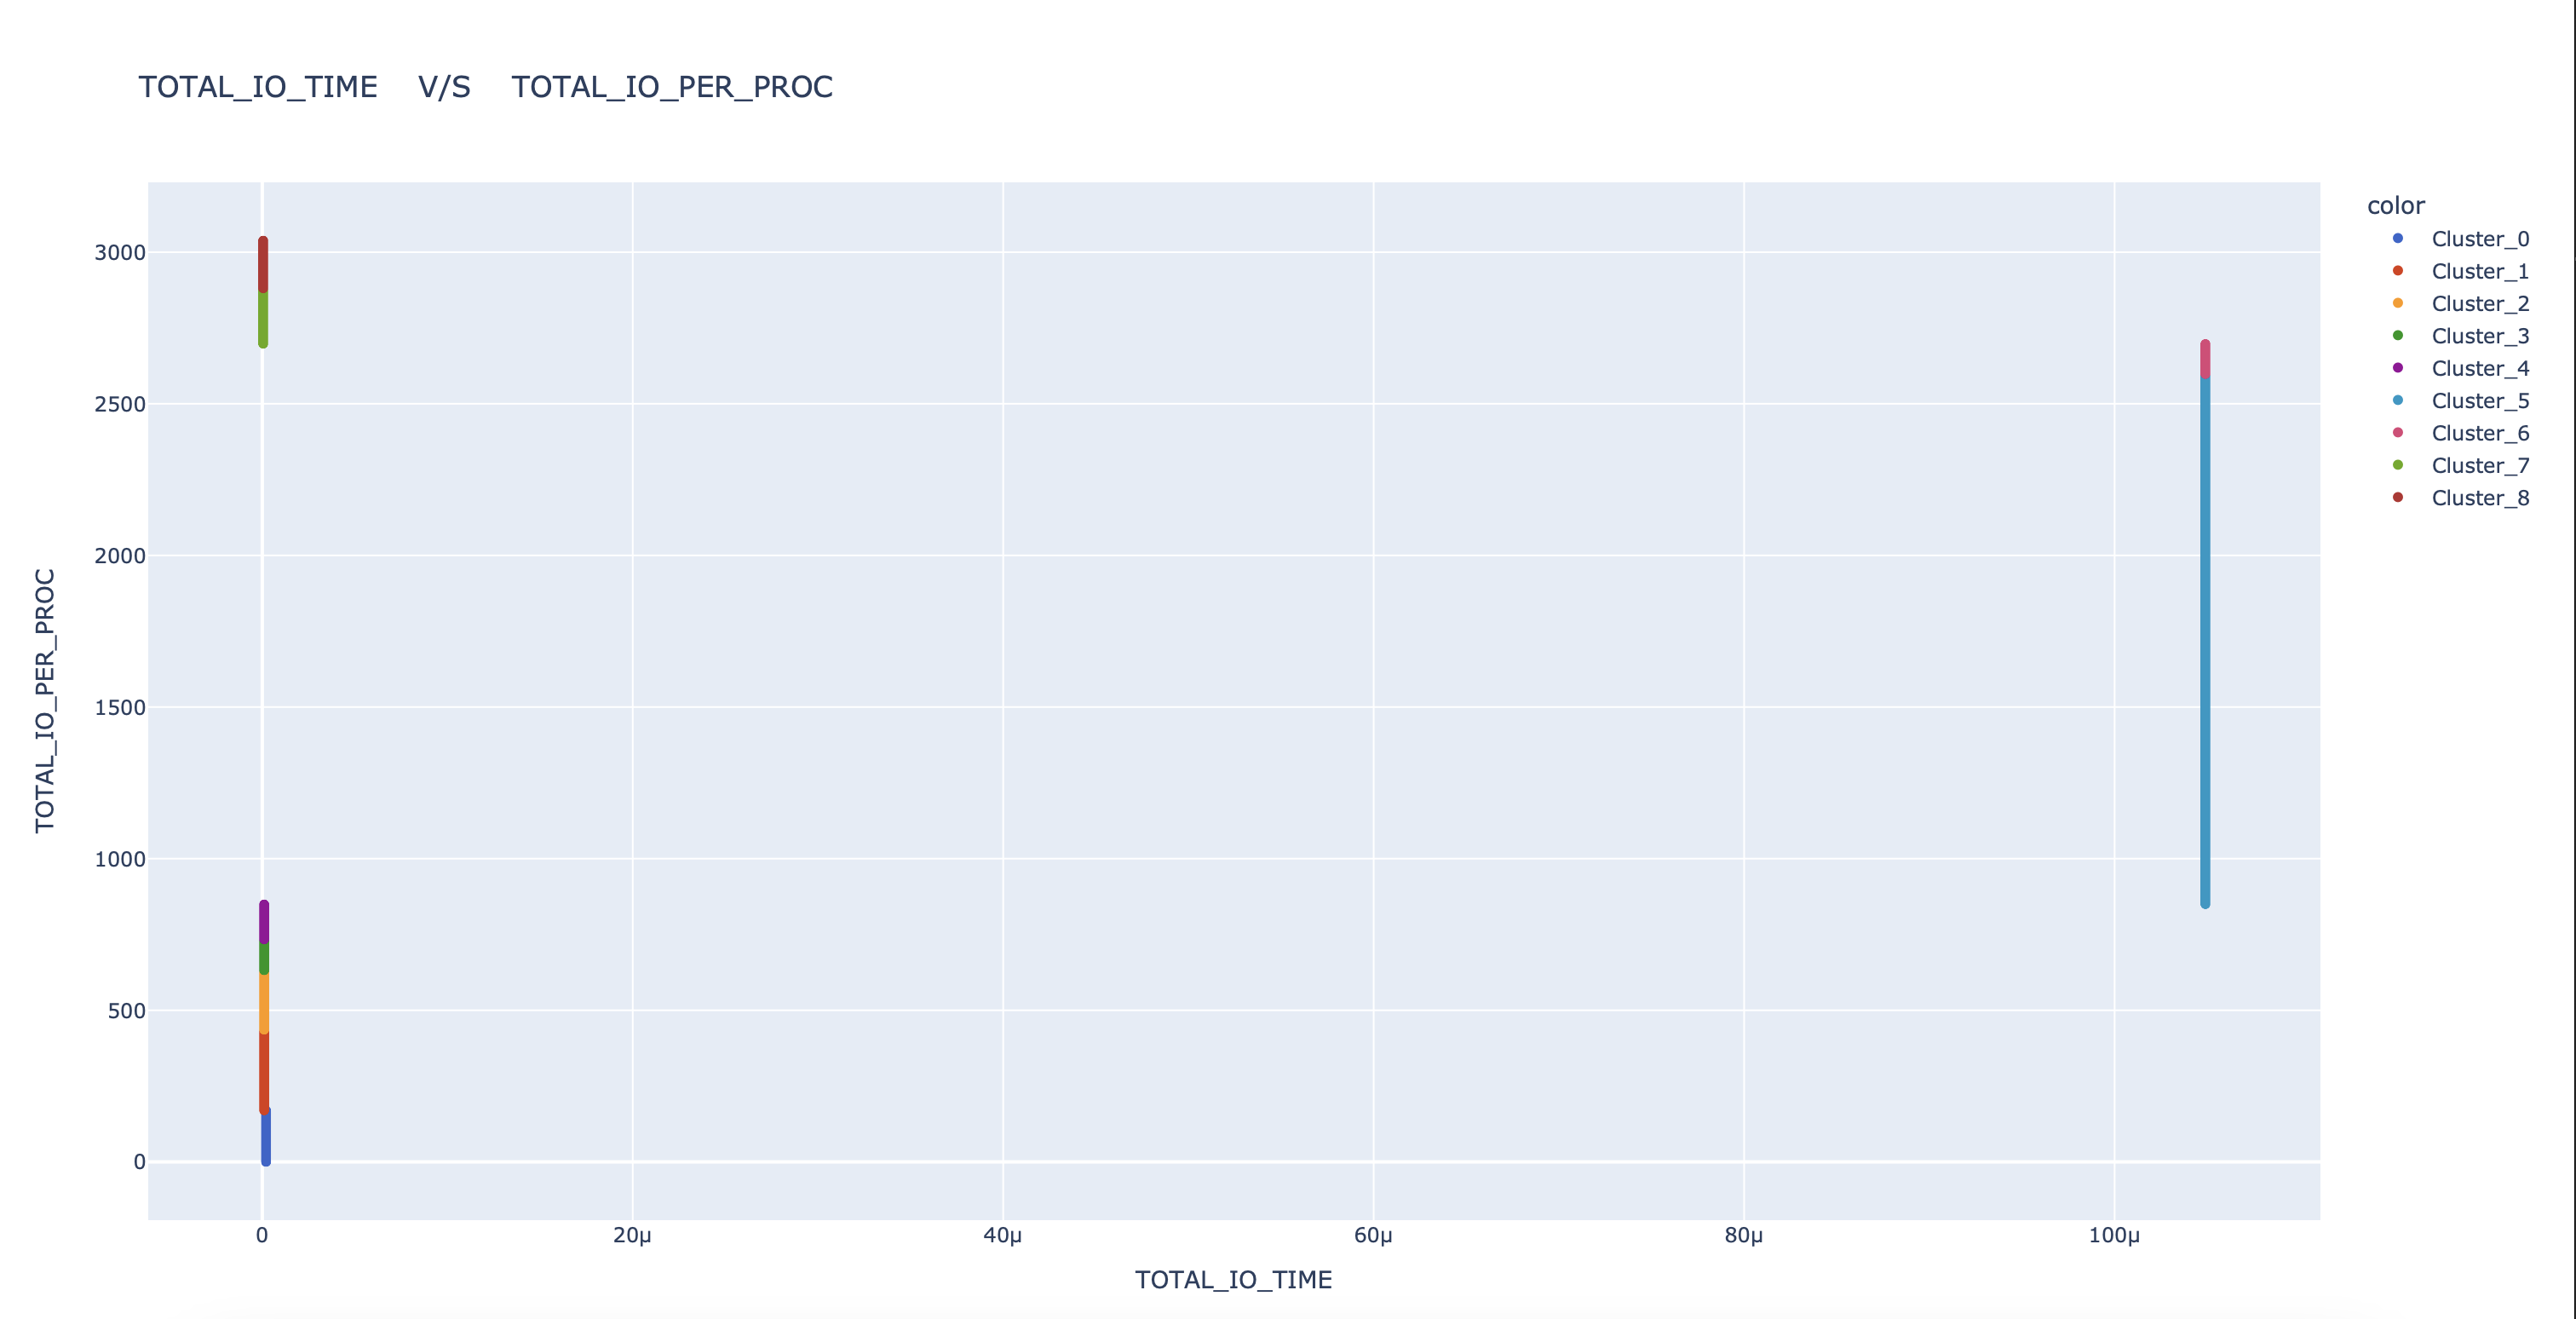 TOTAL_IO_TIME V/S TOTAL_IO_PER_PROC
color
Cluster_0
Cluster_1
Cluster_2
Cluster_3
Cluster_4
Cluster_5
Cluster_6
Cluster_7
Cluster_8
TOTAL_IO_PER_PROC
3000
2500
2000
1500
1000
500
0
0 20μ 40μ 60μ 80μ 100μ
TOTAL_IO_TIME